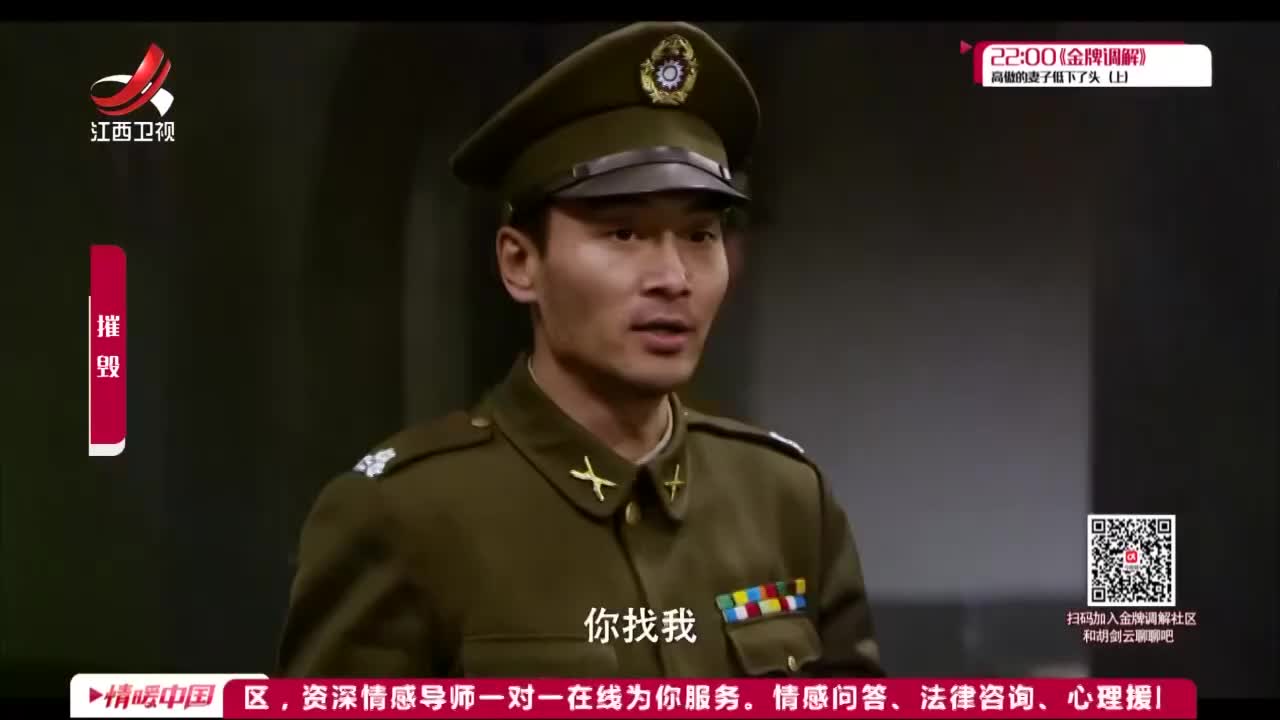 江西卫视
22:00《金牌调解》
高傲的妻子低下了头（上）
摧毁
你找我
扫码加入金牌调解社区
和胡剑云聊聊吧
情暖中国
区，资深情感导师一对一在线为你服务。情感问答、法律咨询、心理援